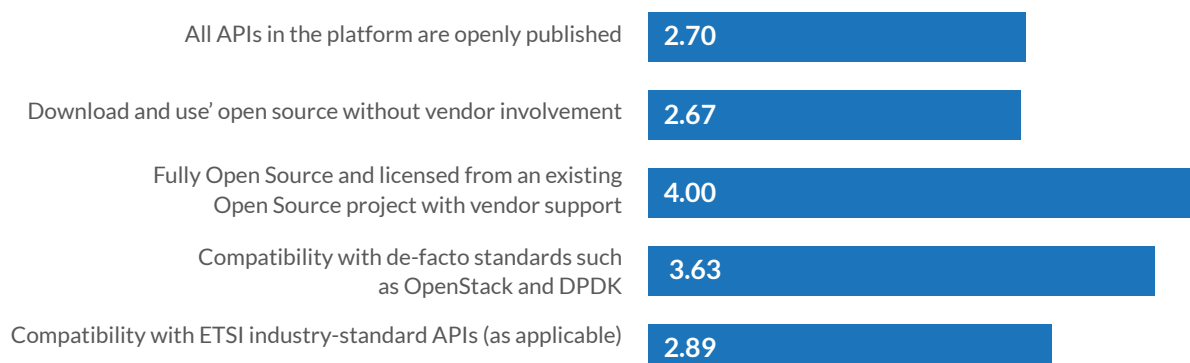 All APIs in the platform are openly published
2.70
Download and use’ open source without vendor involvement
2.67
Fully Open Source and licensed from an existing
Open Source project with vendor support
4.00
Compatibility with de-facto standards such
as OpenStack and DPDK
3.63
Compatibility with ETSI industry-standard APIs (as applicable)
2.89